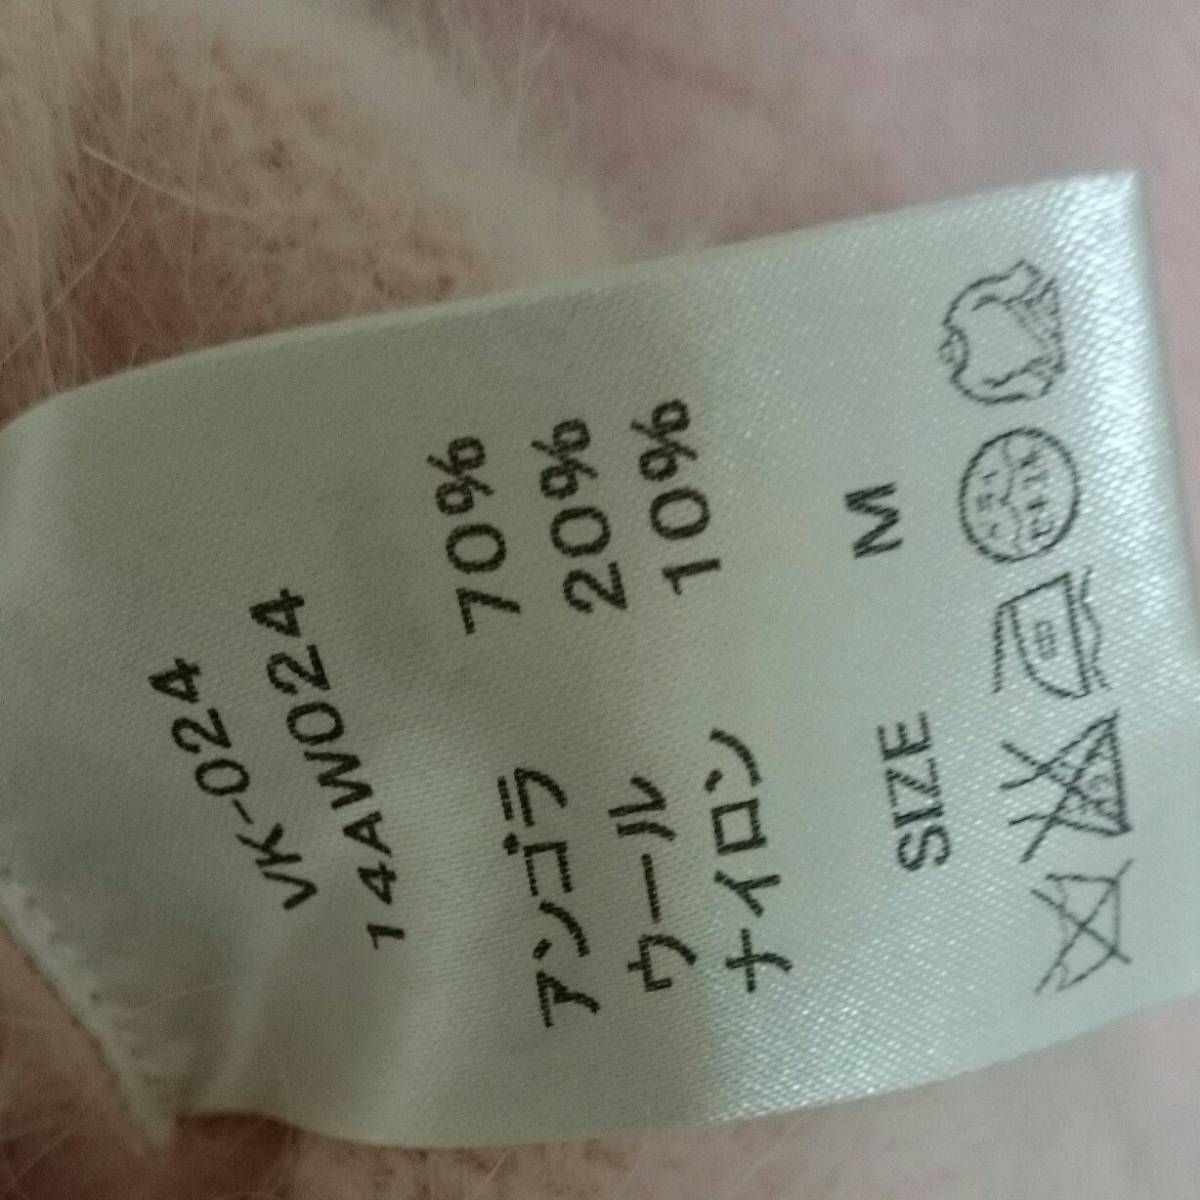 VK-024
14AW024
アンゴラ 70%
ウール 20%
ナイロン 10%
SIZE M